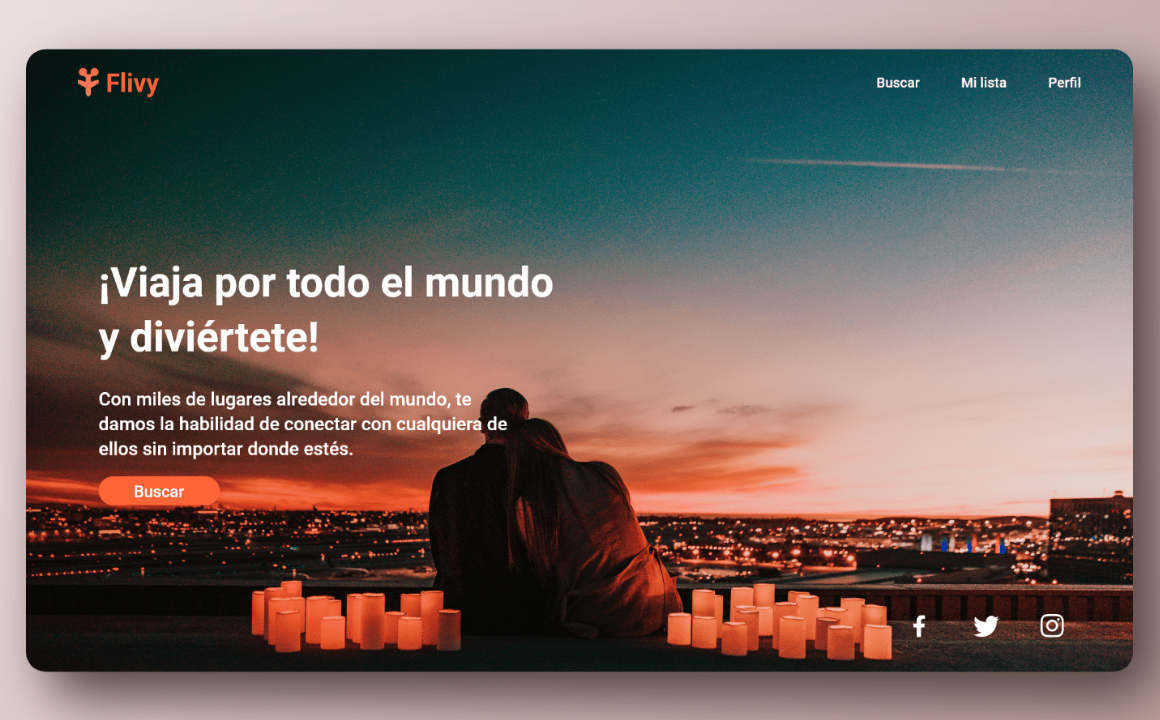 Flivy
Buscar
Mi lista
Perfil
¡Viaja por todo el mundo
y diviértete!
Con miles de lugares alrededor del mundo, te
damos la habilidad de conectar con cualquiera de
ellos sin importar donde estés.
Buscar